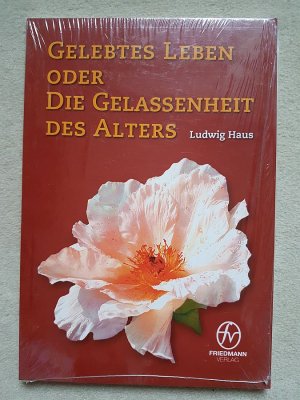 Gelebtes Leben
oder
Die Gelassenheit
des Alters Ludwig Haus
fv
FRIEDMANN
VERLAG